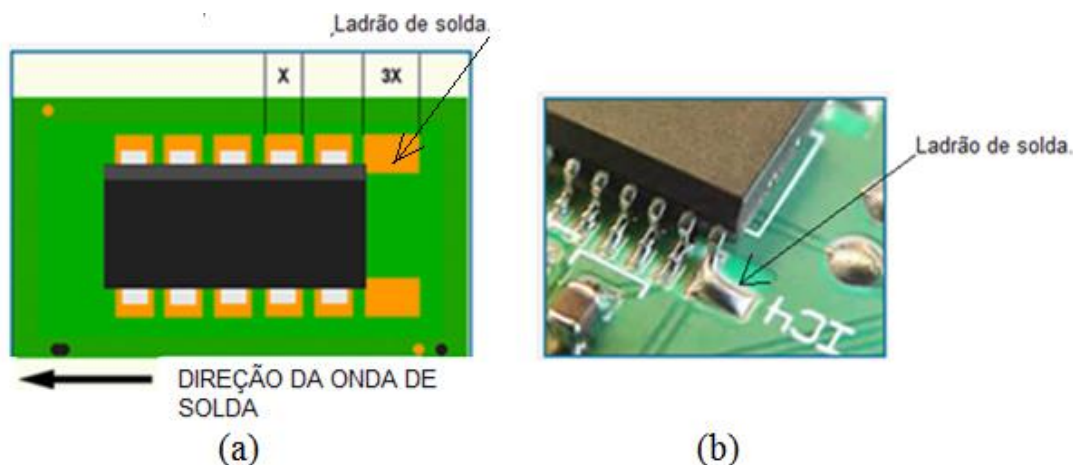 Ladrão de solda.
X
3X
Ladrão de solda.
IC4
DIREÇÃO DA ONDA DE
SOLDA
(a)
(b)